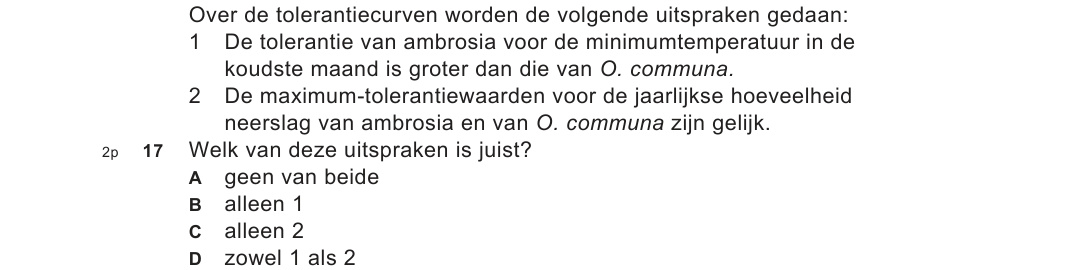 Over de tolerantiecurven worden de volgende uitspraken gedaan:
1 De tolerantie van ambrosia voor de minimumtemperatuur in de
koudste maand is groter dan die van O. communa.
2 De maximum-tolerantiewaarden voor de jaarlijkse hoeveelheid
neerslag van ambrosia en van O. communa zijn gelijk.
2p 17 Welk van deze uitspraken is juist?
A geen van beide
B alleen 1
C alleen 2
D zowel 1 als 2